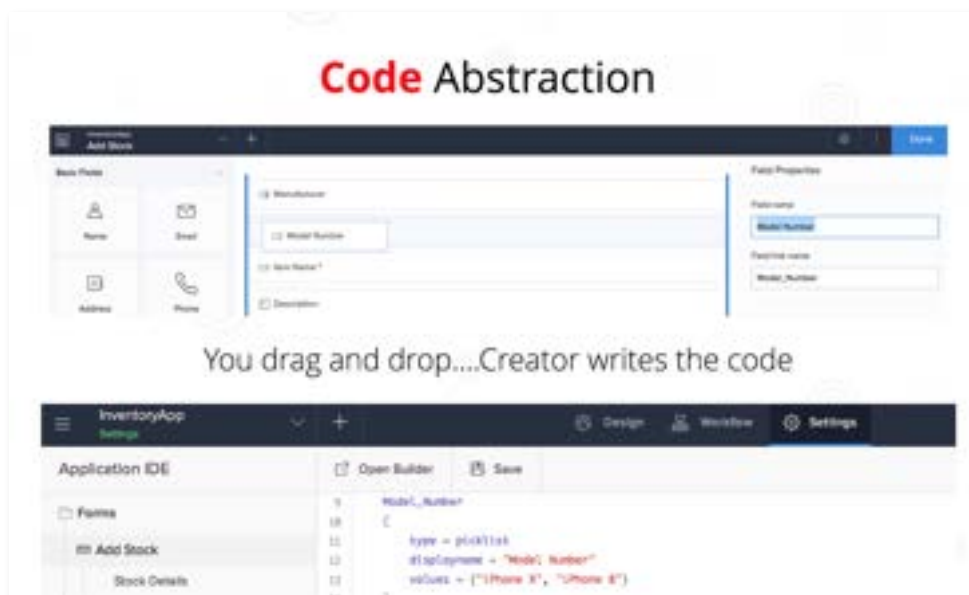 Code Abstraction
InventoryApp
Add Stock
Done
Basic Fields
Name
Email
Address
Phone
Manufacturer
Model Number
Item Name *
Description
Field Properties
Field name
Model Number
Field link name
Model_Number
You drag and drop....Creator writes the code
InventoryApp
Settings
Design
Workflow
Settings
Application IDE
Open Builder
Save
Forms
Add Stock
Stock Details
9 Model_Number
10 {
11 type = picklist
12 displayname = "Model Number"
13 values = {"iPhone X", "iPhone 8"}